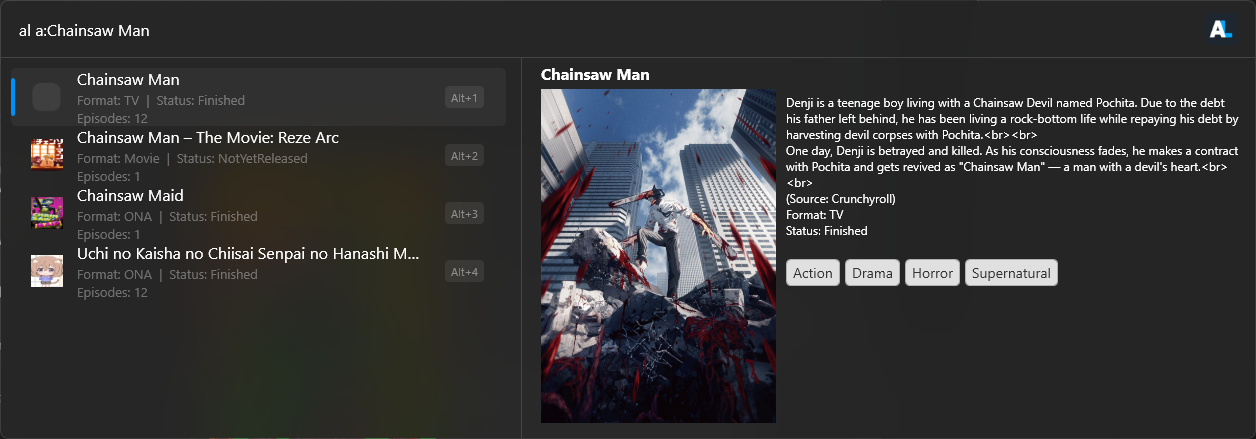 al a:Chainsaw Man
AL
Chainsaw Man
Format: TV | Status: Finished
Episodes: 12
Alt+1
Chainsaw Man – The Movie: Reze Arc
Format: Movie | Status: NotYetReleased
Episodes: 1
Alt+2
Chainsaw Maid
Format: ONA | Status: Finished
Episodes: 1
Alt+3
Uchi no Kaisha no Chiisai Senpai no Hanashi M...
Format: ONA | Status: Finished
Episodes: 12
Alt+4
Chainsaw Man
Denji is a teenage boy living with a Chainsaw Devil named Pochita. Due to the debt
his father left behind, he has been living a rock-bottom life while repaying his debt by
harvesting devil corpses with Pochita.<br><br>
One day, Denji is betrayed and killed. As his consciousness fades, he makes a contract
with Pochita and gets revived as "Chainsaw Man" — a man with a devil's heart.<br>
<br>
(Source: Crunchyroll)
Format: TV
Status: Finished
Action
Drama
Horror
Supernatural